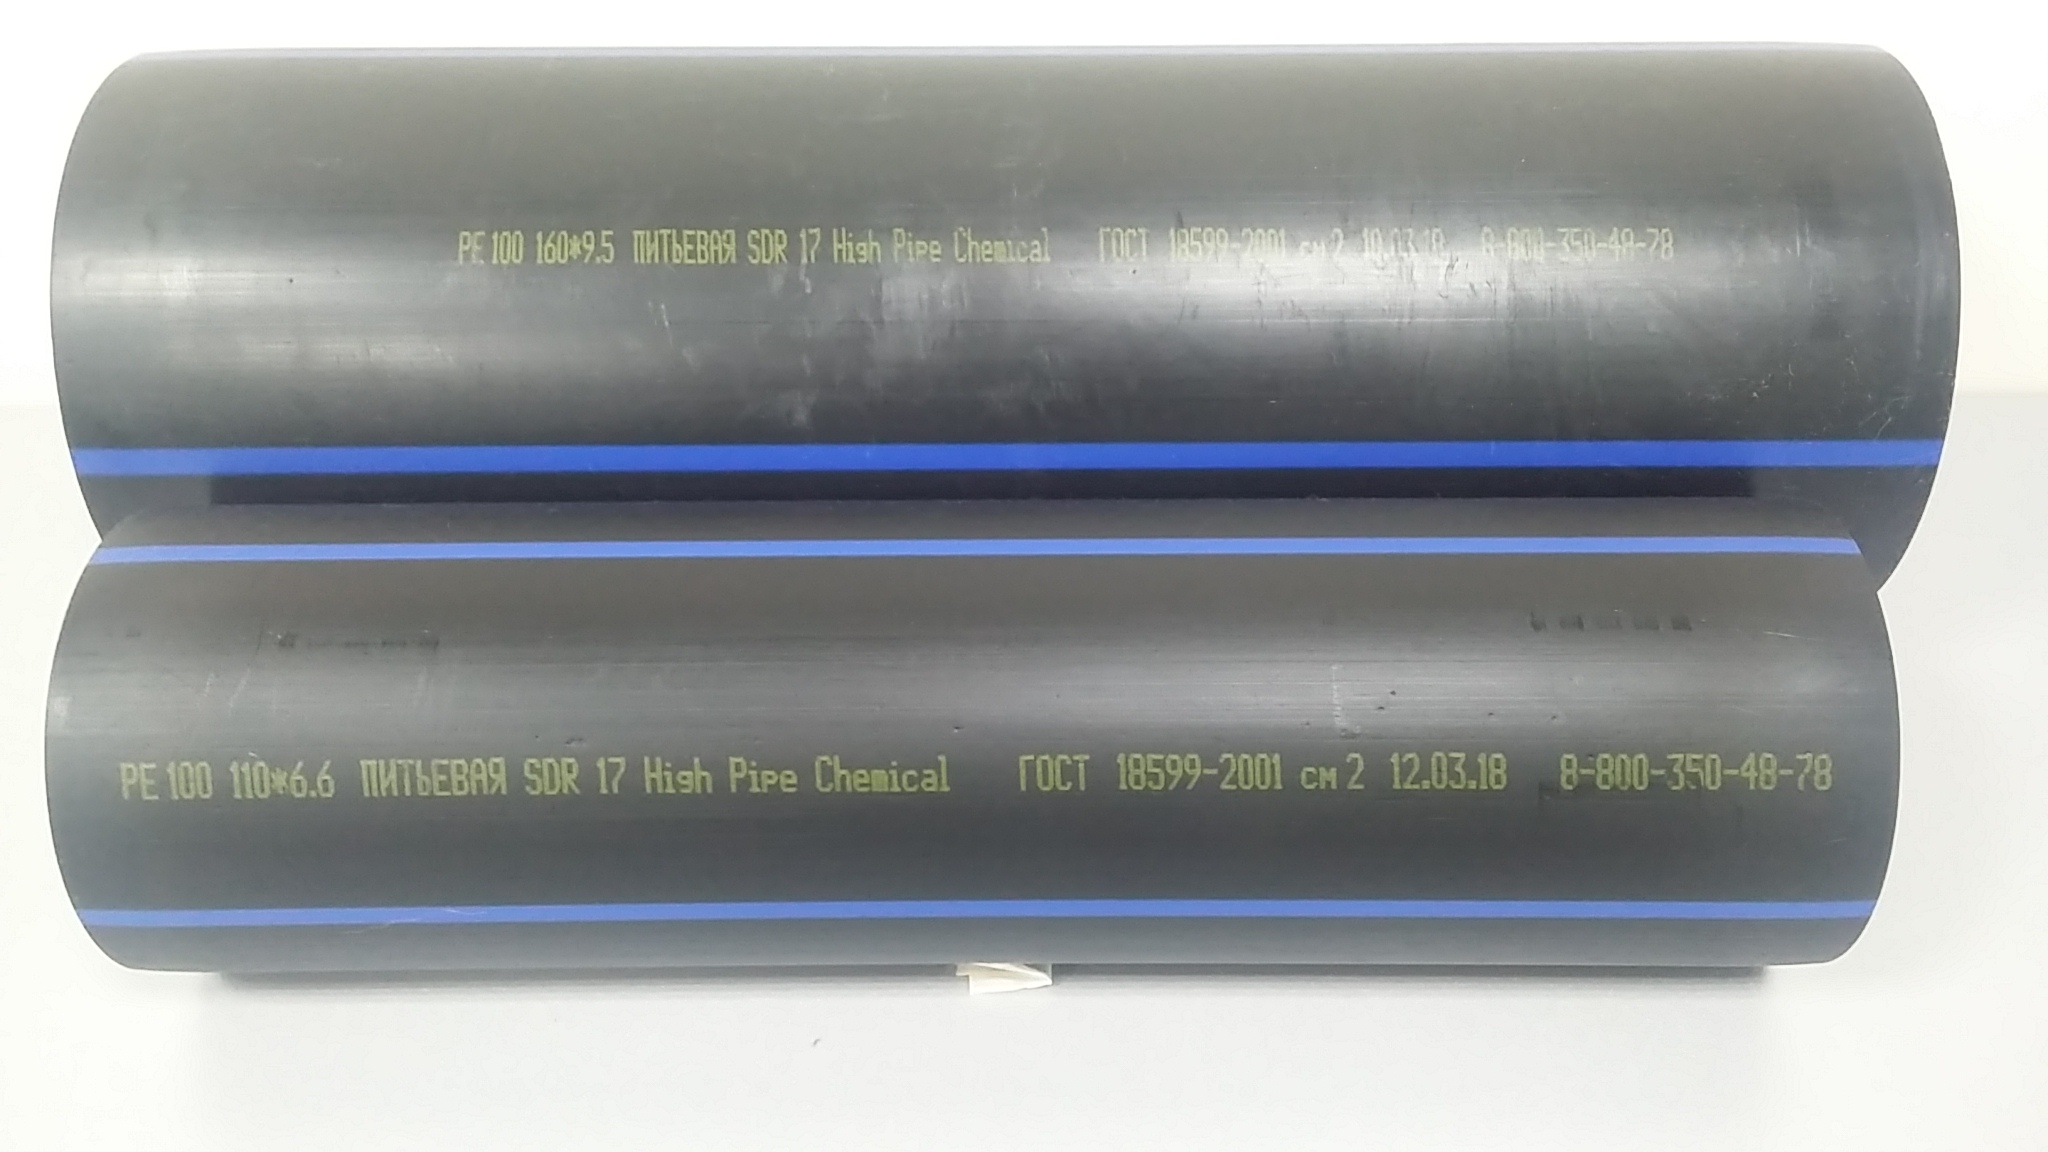 PE 100 160*9.5 ПИТЬЕВАЯ SDR 17 High Pipe Chemical ГОСТ 18599-2001 см 2 10.03.18 8-800-350-48-78
PE 100 110*6.6 ПИТЬЕВАЯ SDR 17 High Pipe Chemical ГОСТ 18599-2001 см 2 12.03.18 8-800-350-48-78